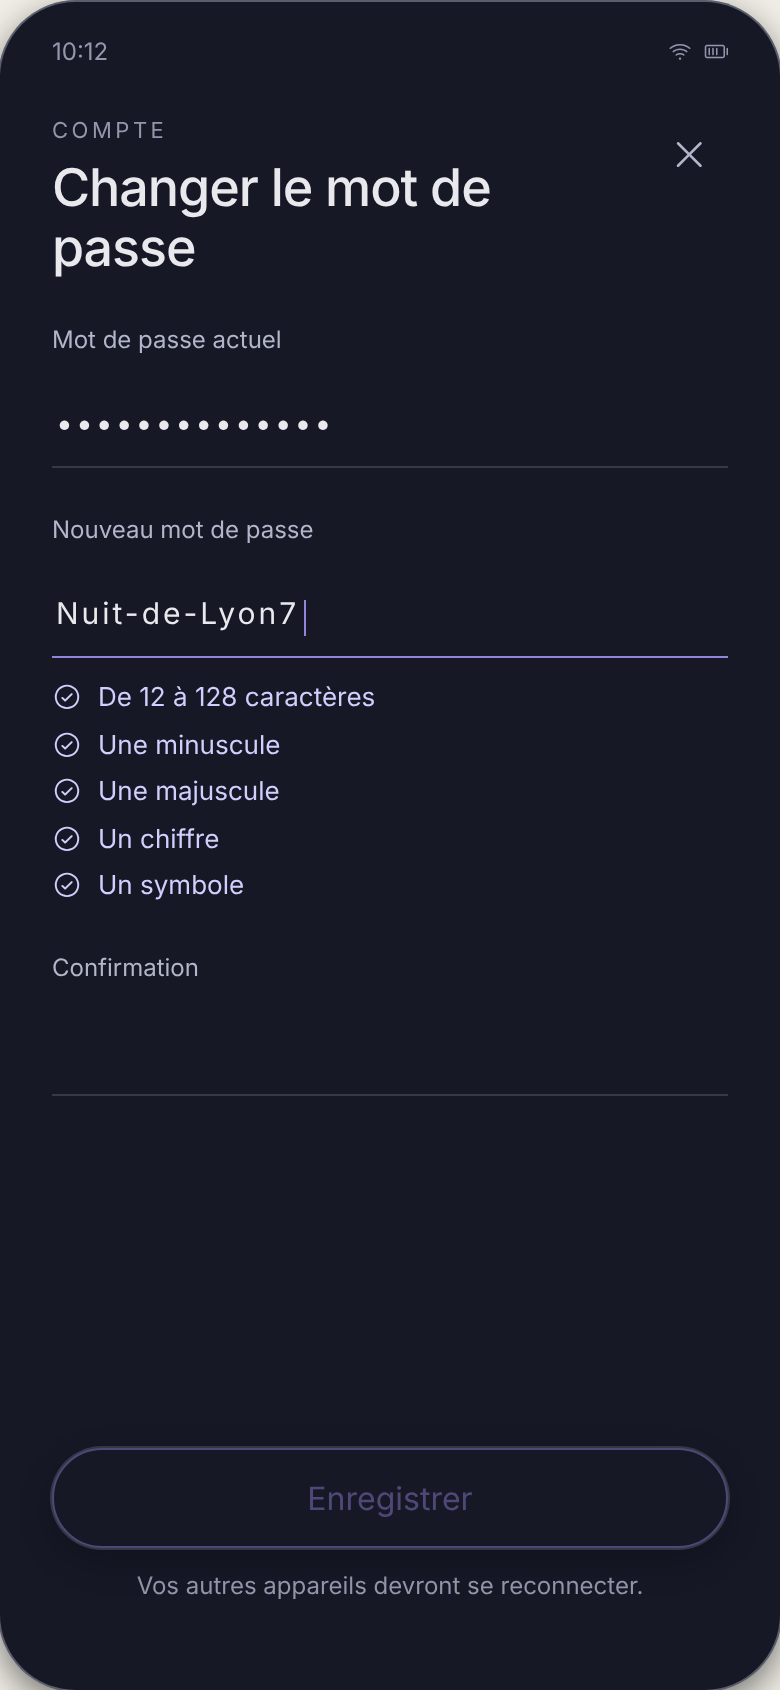 10:12
COMPTE
Changer le mot de
passe
Mot de passe actuel
••••••••••••••
Nouveau mot de passe
Nuit-de-Lyon7
De 12 à 128 caractères
Une minuscule
Une majuscule
Un chiffre
Un symbole
Confirmation
Enregistrer
Vos autres appareils devront se reconnecter.